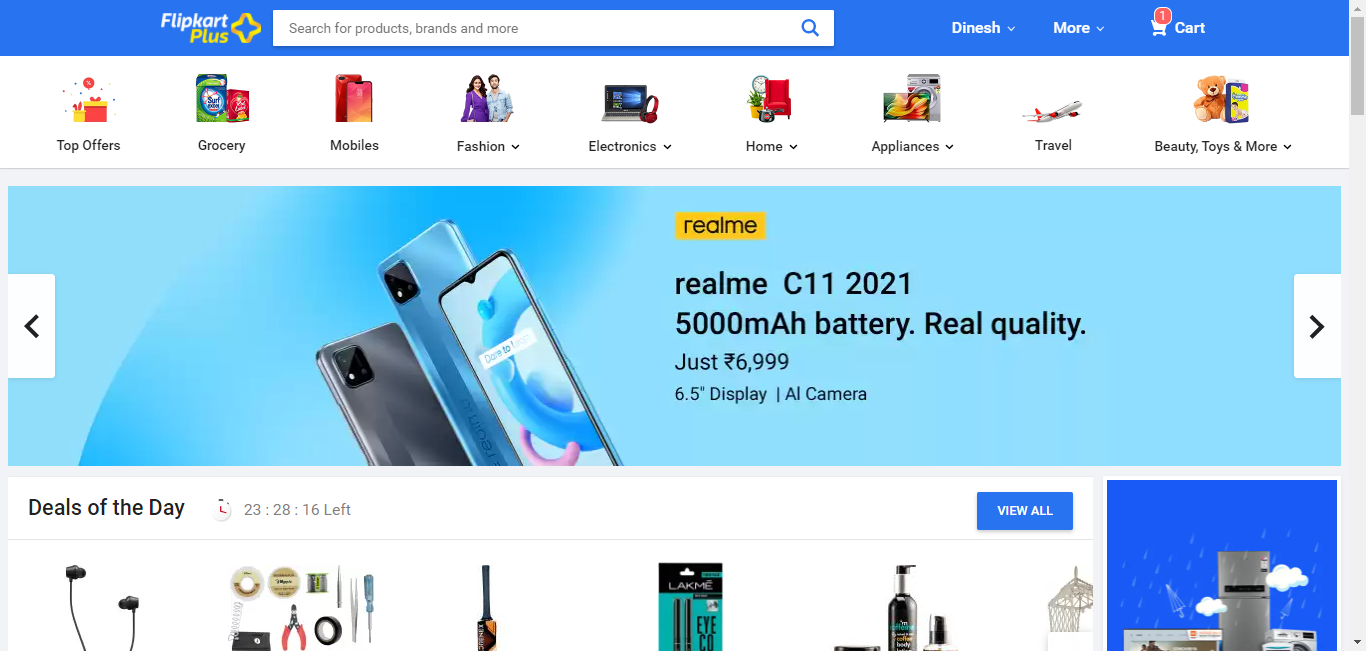 Flipkart
Plus
Search for products, brands and more
Dinesh
More
1
Cart
Top Offers
Grocery
Mobiles
Fashion
Electronics
Home
Appliances
Travel
Beauty, Toys & More
realme
realme C11 2021
5000mAh battery. Real quality.
Just ₹6,999
6.5" Display | AI Camera
Deals of the Day
23 : 28 : 16 Left
VIEW ALL
LAKMÉ
EYE
CO